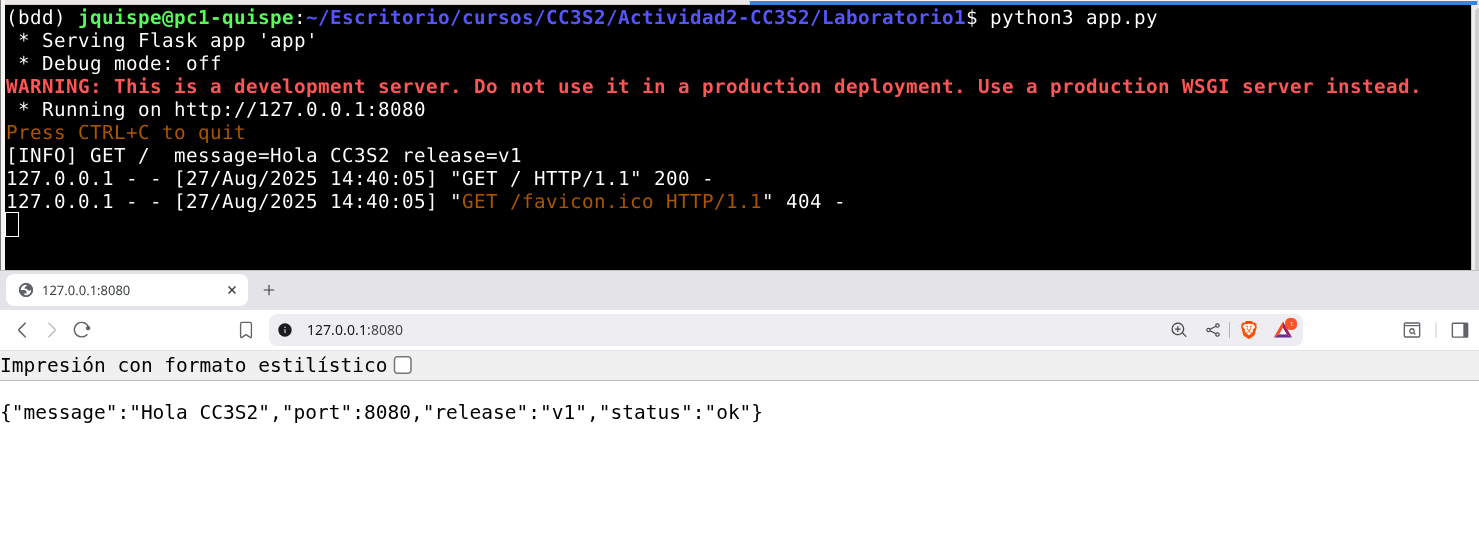 (bdd) jquispe@pc1-quispe:~/Escritorio/cursos/CC3S2/Actividad2-CC3S2/Laboratorio1$ python3 app.py
 * Serving Flask app 'app'
 * Debug mode: off
WARNING: This is a development server. Do not use it in a production deployment. Use a production WSGI server instead.
 * Running on http://127.0.0.1:8080
Press CTRL+C to quit
[INFO] GET /  message=Hola CC3S2 release=v1
127.0.0.1 - - [27/Aug/2025 14:40:05] "GET / HTTP/1.1" 200 -
127.0.0.1 - - [27/Aug/2025 14:40:05] "GET /favicon.ico HTTP/1.1" 404 -
127.0.0.1:8080
127.0.0.1:8080
1
Impresión con formato estilístico
{"message":"Hola CC3S2","port":8080,"release":"v1","status":"ok"}